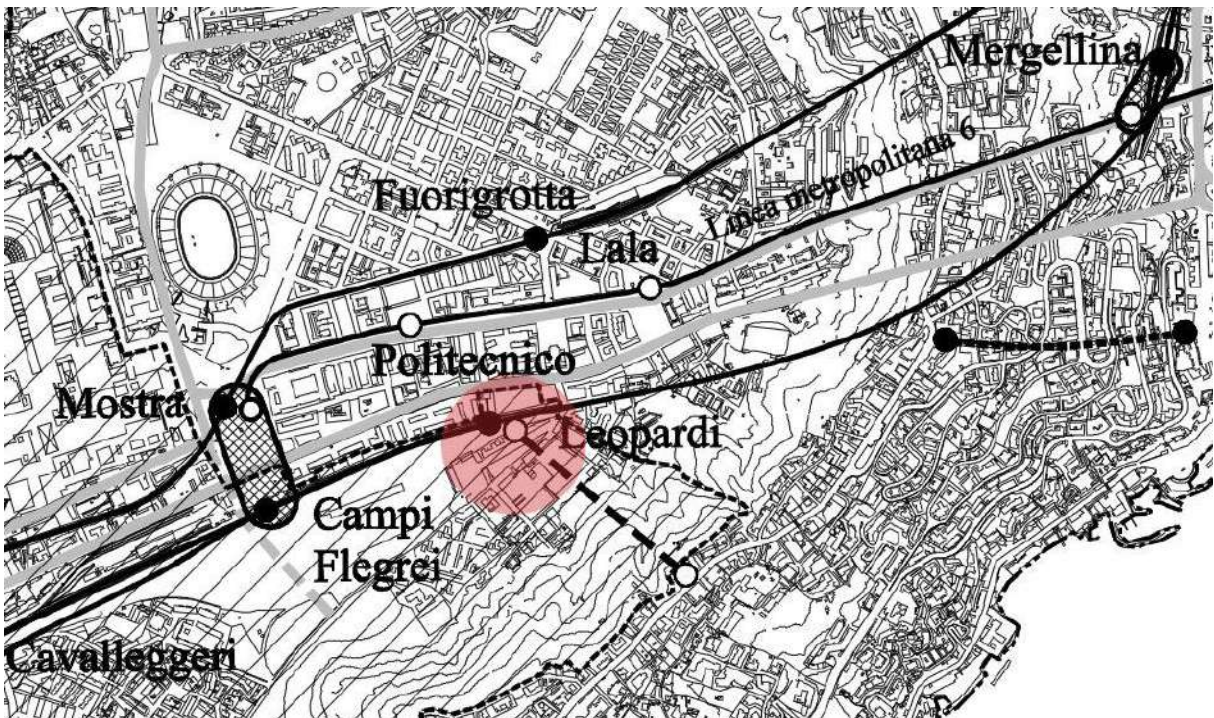 Mergellina
Linea metropolitana 6
Fuorigrotta
Lala
Politecnico
Mostra
Leopardi
Campi
Flegrei
Cavalleggeri